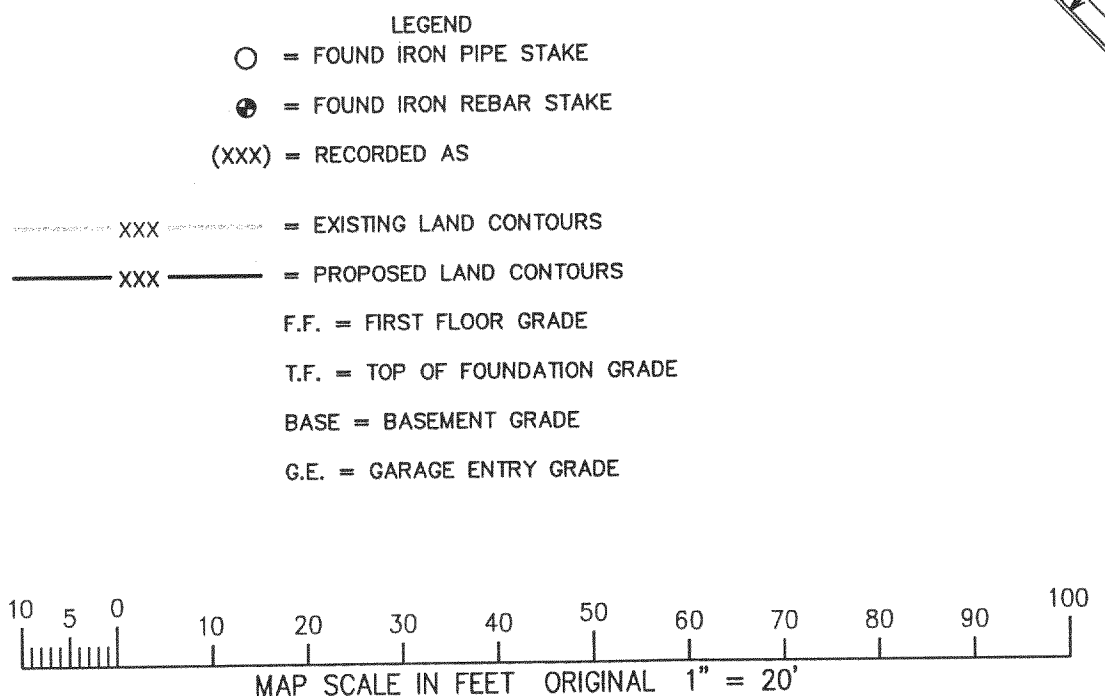 LEGEND
= FOUND IRON PIPE STAKE
= FOUND IRON REBAR STAKE
(XXX) = RECORDED AS
XXX = EXISTING LAND CONTOURS
XXX = PROPOSED LAND CONTOURS
F.F. = FIRST FLOOR GRADE
T.F. = TOP OF FOUNDATION GRADE
BASE = BASEMENT GRADE
G.E. = GARAGE ENTRY GRADE
10 5 0 10 20 30 40 50 60 70 80 90 100
MAP SCALE IN FEET ORIGINAL 1" = 20'